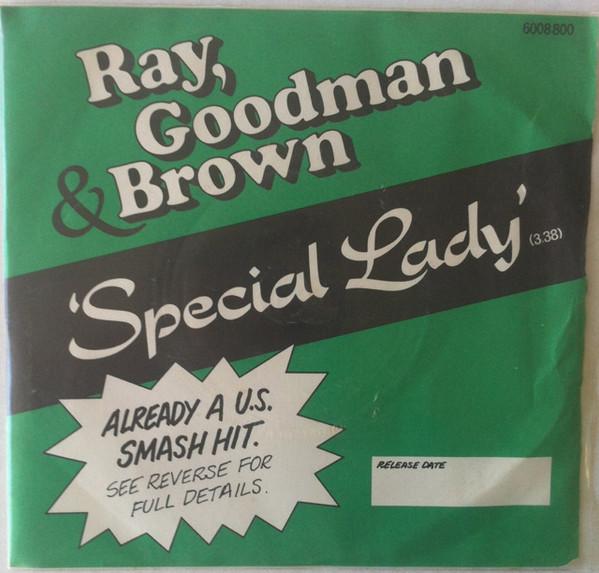 6008800
Ray,
Goodman
& Brown
'Special Lady' (3.38)
ALREADY A U.S.
SMASH HIT.
SEE REVERSE FOR
FULL DETAILS.
RELEASE DATE